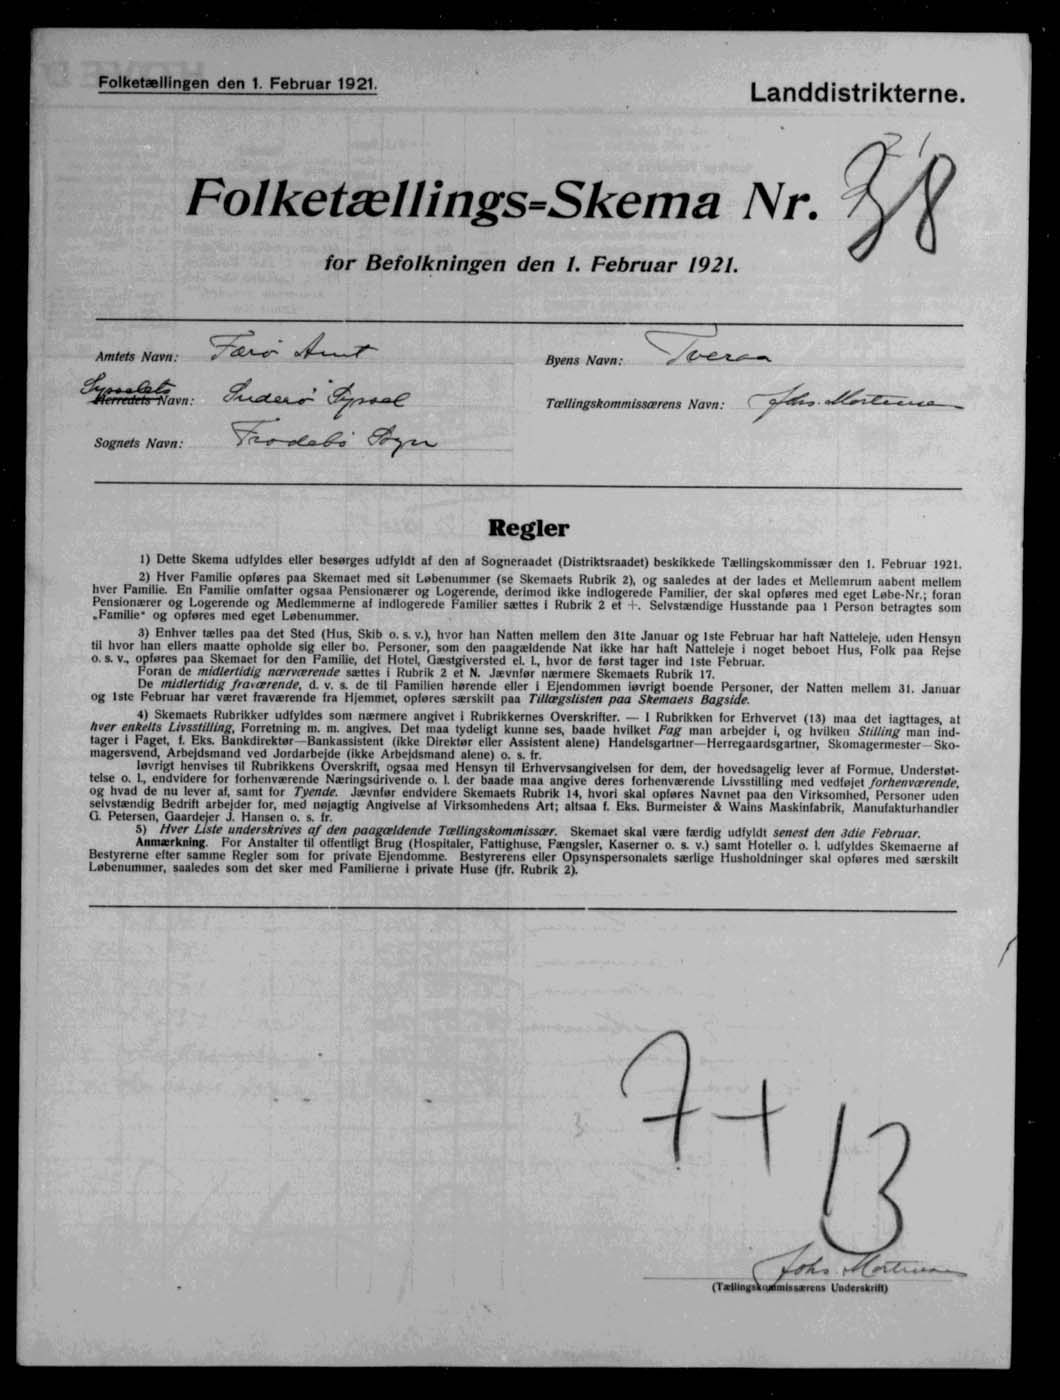 Folketællingen den 1. Februar 1921.
Landdistrikterne.
Folketællings=Skema Nr. 38
for Befolkningen den 1. Februar 1921.
Amtets Navn: Færø Amt
Byens Navn: Tveraa
Sysselets
Herredets Navn: Suderø Syssel
Tællingskommissærens Navn: Johs. Mortensen
Sognets Navn: Frodebø Sogn
Regler
1) Dette Skema udfyldes eller besørges udfyldt af den af Sogneraadet (Distriktsraadet) beskikkede Tællingskommissær den 1. Februar 1921.
2) Hver Familie opføres paa Skemaet med sit Løbenummer (se Skemaets Rubrik 2), og saaledes at der lades et Mellemrum aabent mellem
hver Familie. En Familie omfatter ogsaa Pensionærer og Logerende, derimod ikke indlogerede Familier, der skal opføres med eget Løbe-Nr.; foran
Pensionærer og Logerende og Medlemmerne af indlogerede Familier sættes i Rubrik 2 et +. Selvstændige Husstande paa 1 Person betragtes som
„Familie“ og opføres med eget Løbenummer.
3) Enhver tælles paa det Sted (Hus, Skib o. s. v.), hvor han Natten mellem den 31te Januar og 1ste Februar har haft Natteleje, uden Hensyn
til hvor han ellers maatte opholde sig eller bo. Personer, som den paagældende Nat ikke har haft Natteleje i noget beboet Hus, Folk paa Rejse
o. s. v., opføres paa Skemaet for den Familie, det Hotel, Gæstgiversted el. l., hvor de først tager ind 1ste Februar.
Foran de midlertidig nærværende sættes i Rubrik 2 et N. Jævnfør nærmere Skemaets Rubrik 17.
De midlertidig fraværende, d. v. s. de til Familien hørende eller i Ejendommen iøvrigt boende Personer, der Natten mellem 31. Januar
og 1ste Februar har været fraværende fra Hjemmet, opføres særskilt paa Tillægslisten paa Skemaets Bagside.
4) Skemaets Rubrikker udfyldes som nærmere angivet i Rubrikkernes Overskrifter. — I Rubrikken for Erhvervet (13) maa det iagttages, at
hver enkelts Livsstilling, Forretning m. m. angives. Det maa tydeligt kunne ses, baade hvilket Fag man arbejder i, og hvilken Stilling man ind-
tager i Faget, f. Eks. Bankdirektør—Bankassistent (ikke Direktør eller Assistent alene) Handelsgartner—Herregaardsgartner, Skomagermester—Sko-
magersvend, Arbejdsmand ved Jordarbejde (ikke Arbejdsmand alene) o. s. fr.
Iøvrigt henvises til Rubrikkens Overskrift, ogsaa med Hensyn til Erhvervsangivelsen for dem, der hovedsagelig lever af Formue, Understøt-
telse o. l., endvidere for forhenværende Næringsdrivende o. l. der baade maa angive deres forhenværende Livsstilling med vedføjet forhenværende,
og hvad de nu lever af, samt for Tyende. Jævnfør endvidere Skemaets Rubrik 14, hvori skal opføres Navnet paa den Virksomhed, Personer uden
selvstændig Bedrift arbejder for, med nøjagtig Angivelse af Virksomhedens Art; altsaa f. Eks. Burmeister & Wains Maskinfabrik, Manufakturhandler
G. Petersen, Gaardejer J. Hansen o. s. fr.
5) Hver Liste underskrives af den paagældende Tællingskommissær. Skemaet skal være færdig udfyldt senest den 3die Februar.
Anmærkning. For Anstalter til offentligt Brug (Hospitaler, Fattighuse, Fængsler, Kaserner o. s. v.) samt Hoteller o. l. udfyldes Skemaerne af
Bestyrerne efter samme Regler som for private Ejendomme. Bestyrerens eller Opsynspersonalets særlige Husholdninger skal opføres med særskilt
Løbenummer, saaledes som det sker med Familierne i private Huse (jfr. Rubrik 2).
7 + 13
Johs. Mortensen
(Tællingskommissærens Underskrift)